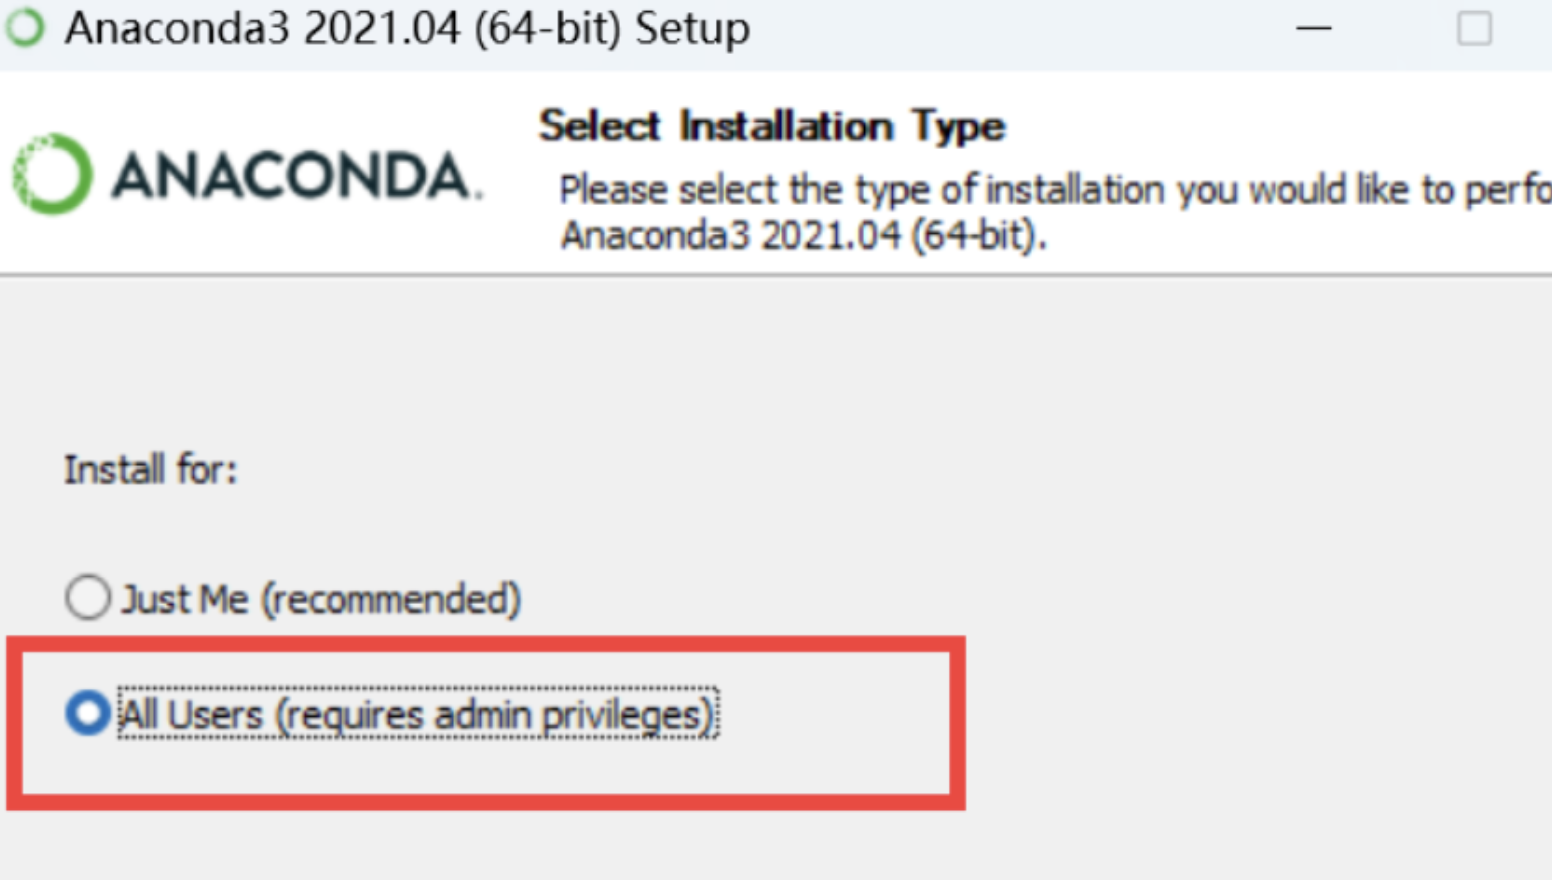 Anaconda3 2021.04 (64-bit) Setup
ANACONDA.
Select Installation Type
Please select the type of installation you would like to perfo
Anaconda3 2021.04 (64-bit).
Install for:
Just Me (recommended)
All Users (requires admin privileges)